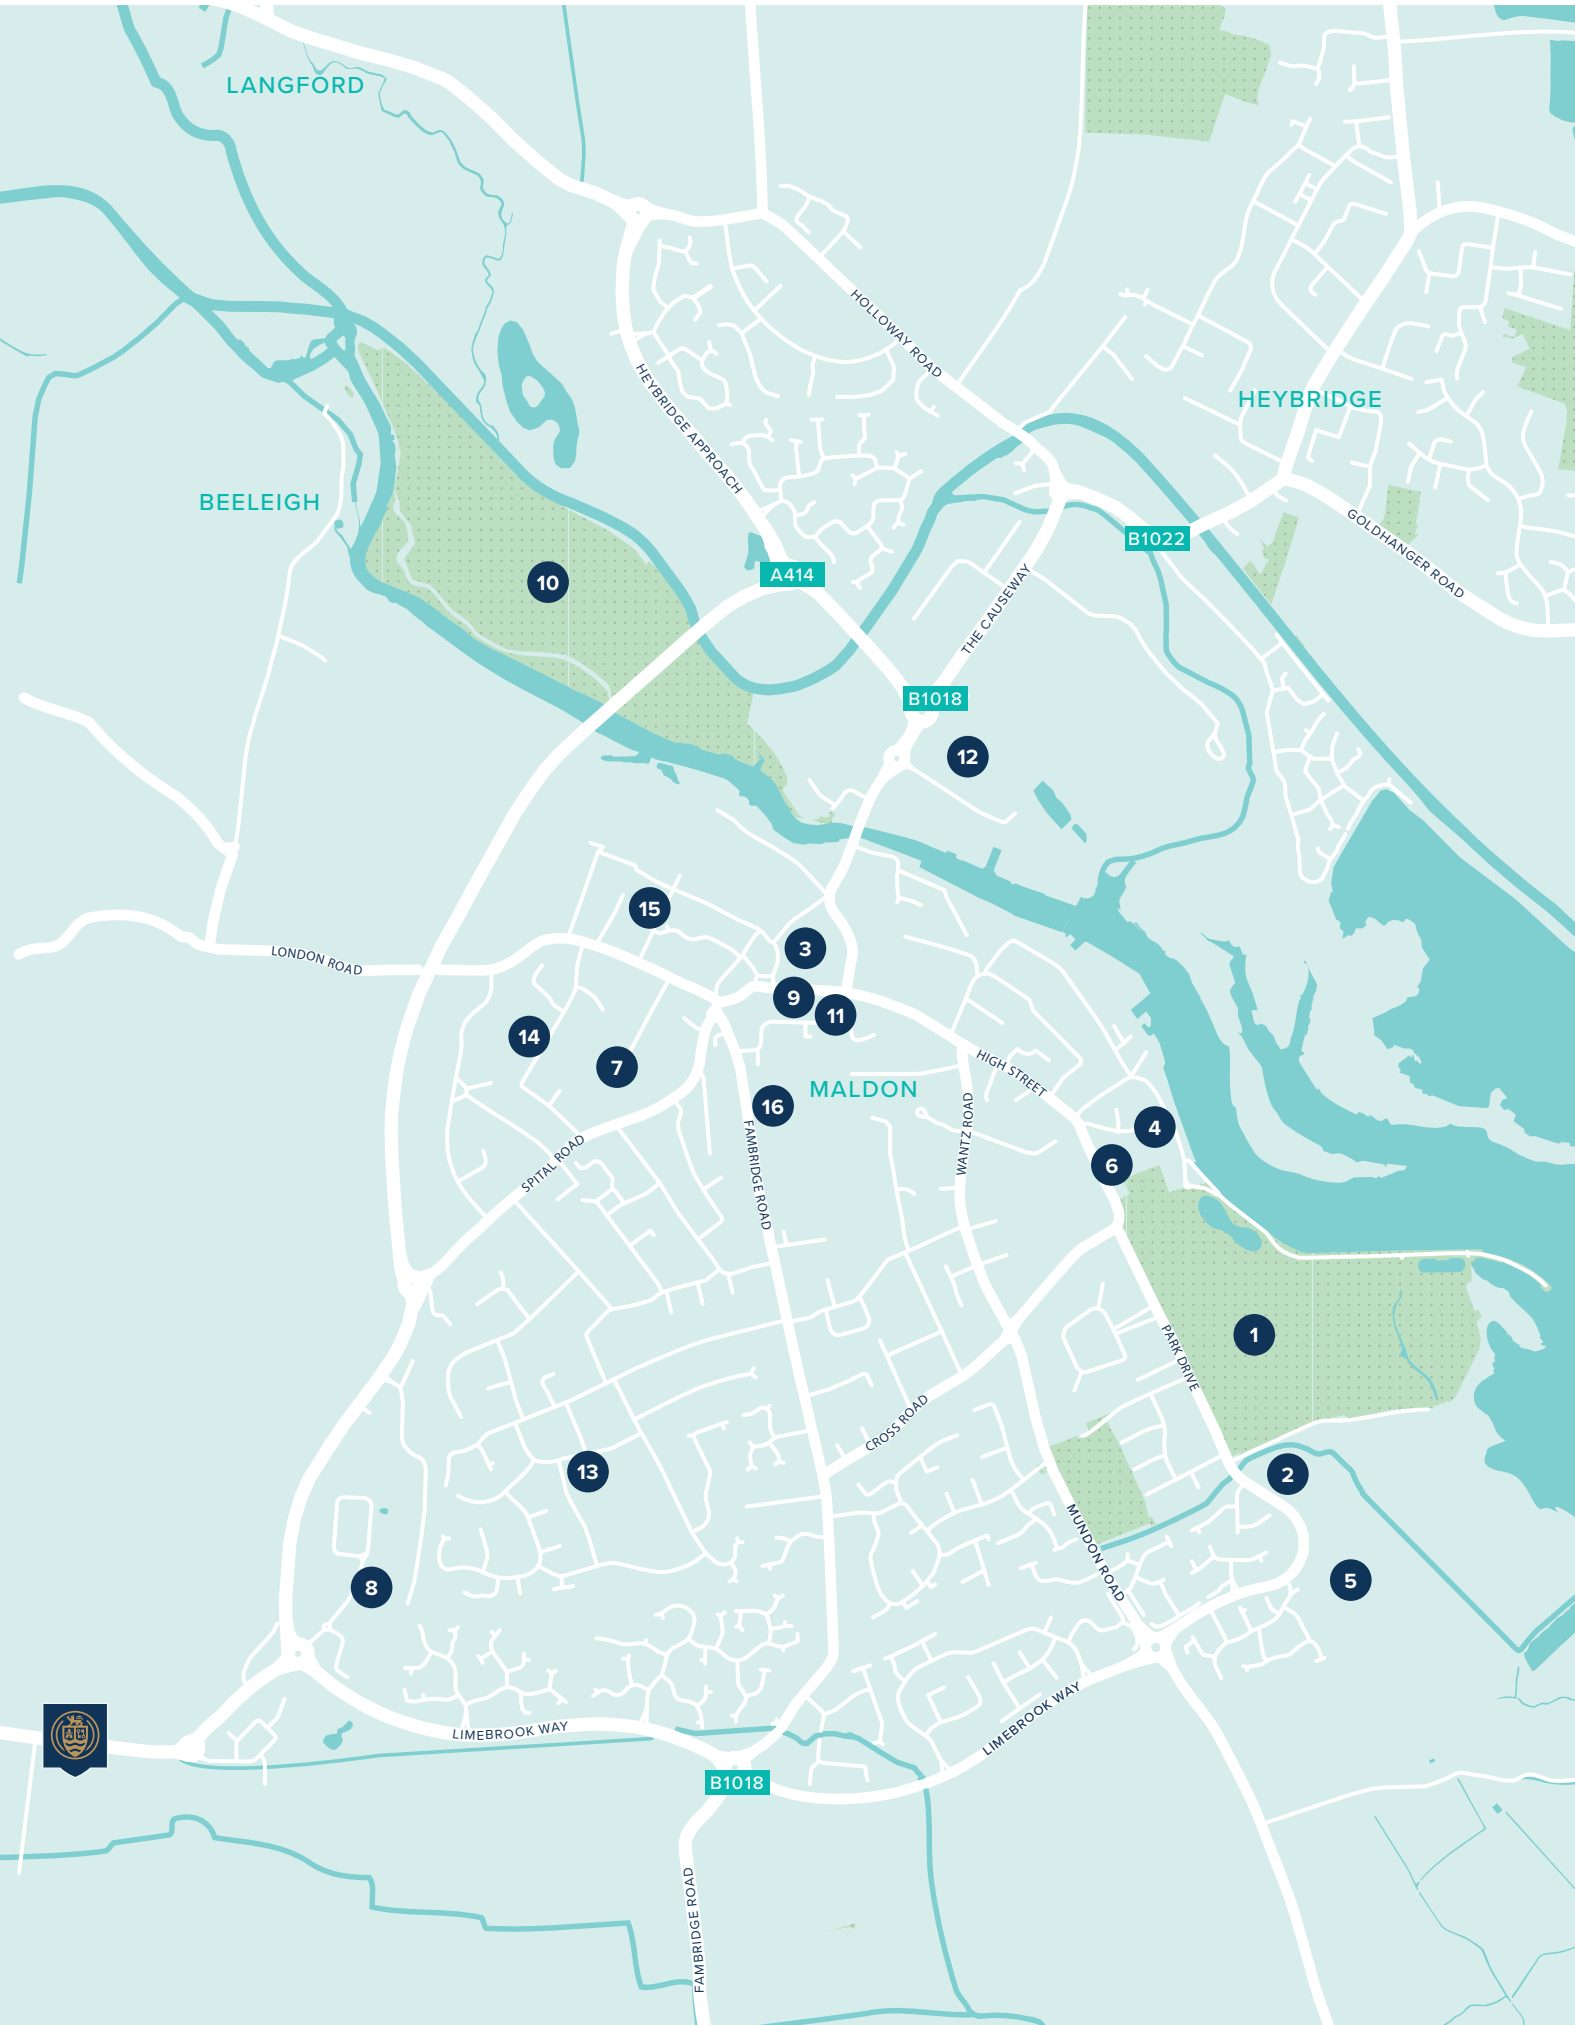 LANGFORD
HOLLOWAY ROAD
HEYBRIDGE APPROACH
HEYBRIDGE
BEELEIGH
GOLDHANGER ROAD
B1022
A414
10
THE CAUSEWAY
B1018
12
15
3
LONDON ROAD
9
11
14
7
HIGH STREET
MALDON
16
WANTZ ROAD
4
FAMBRIDGE ROAD
SPITAL ROAD
6
1
PARK DRIVE
CROSS ROAD
13
2
MUNDON ROAD
8
5
LIMEBROOK WAY
LIMEBROOK WAY
B1018
FAMBRIDGE ROAD